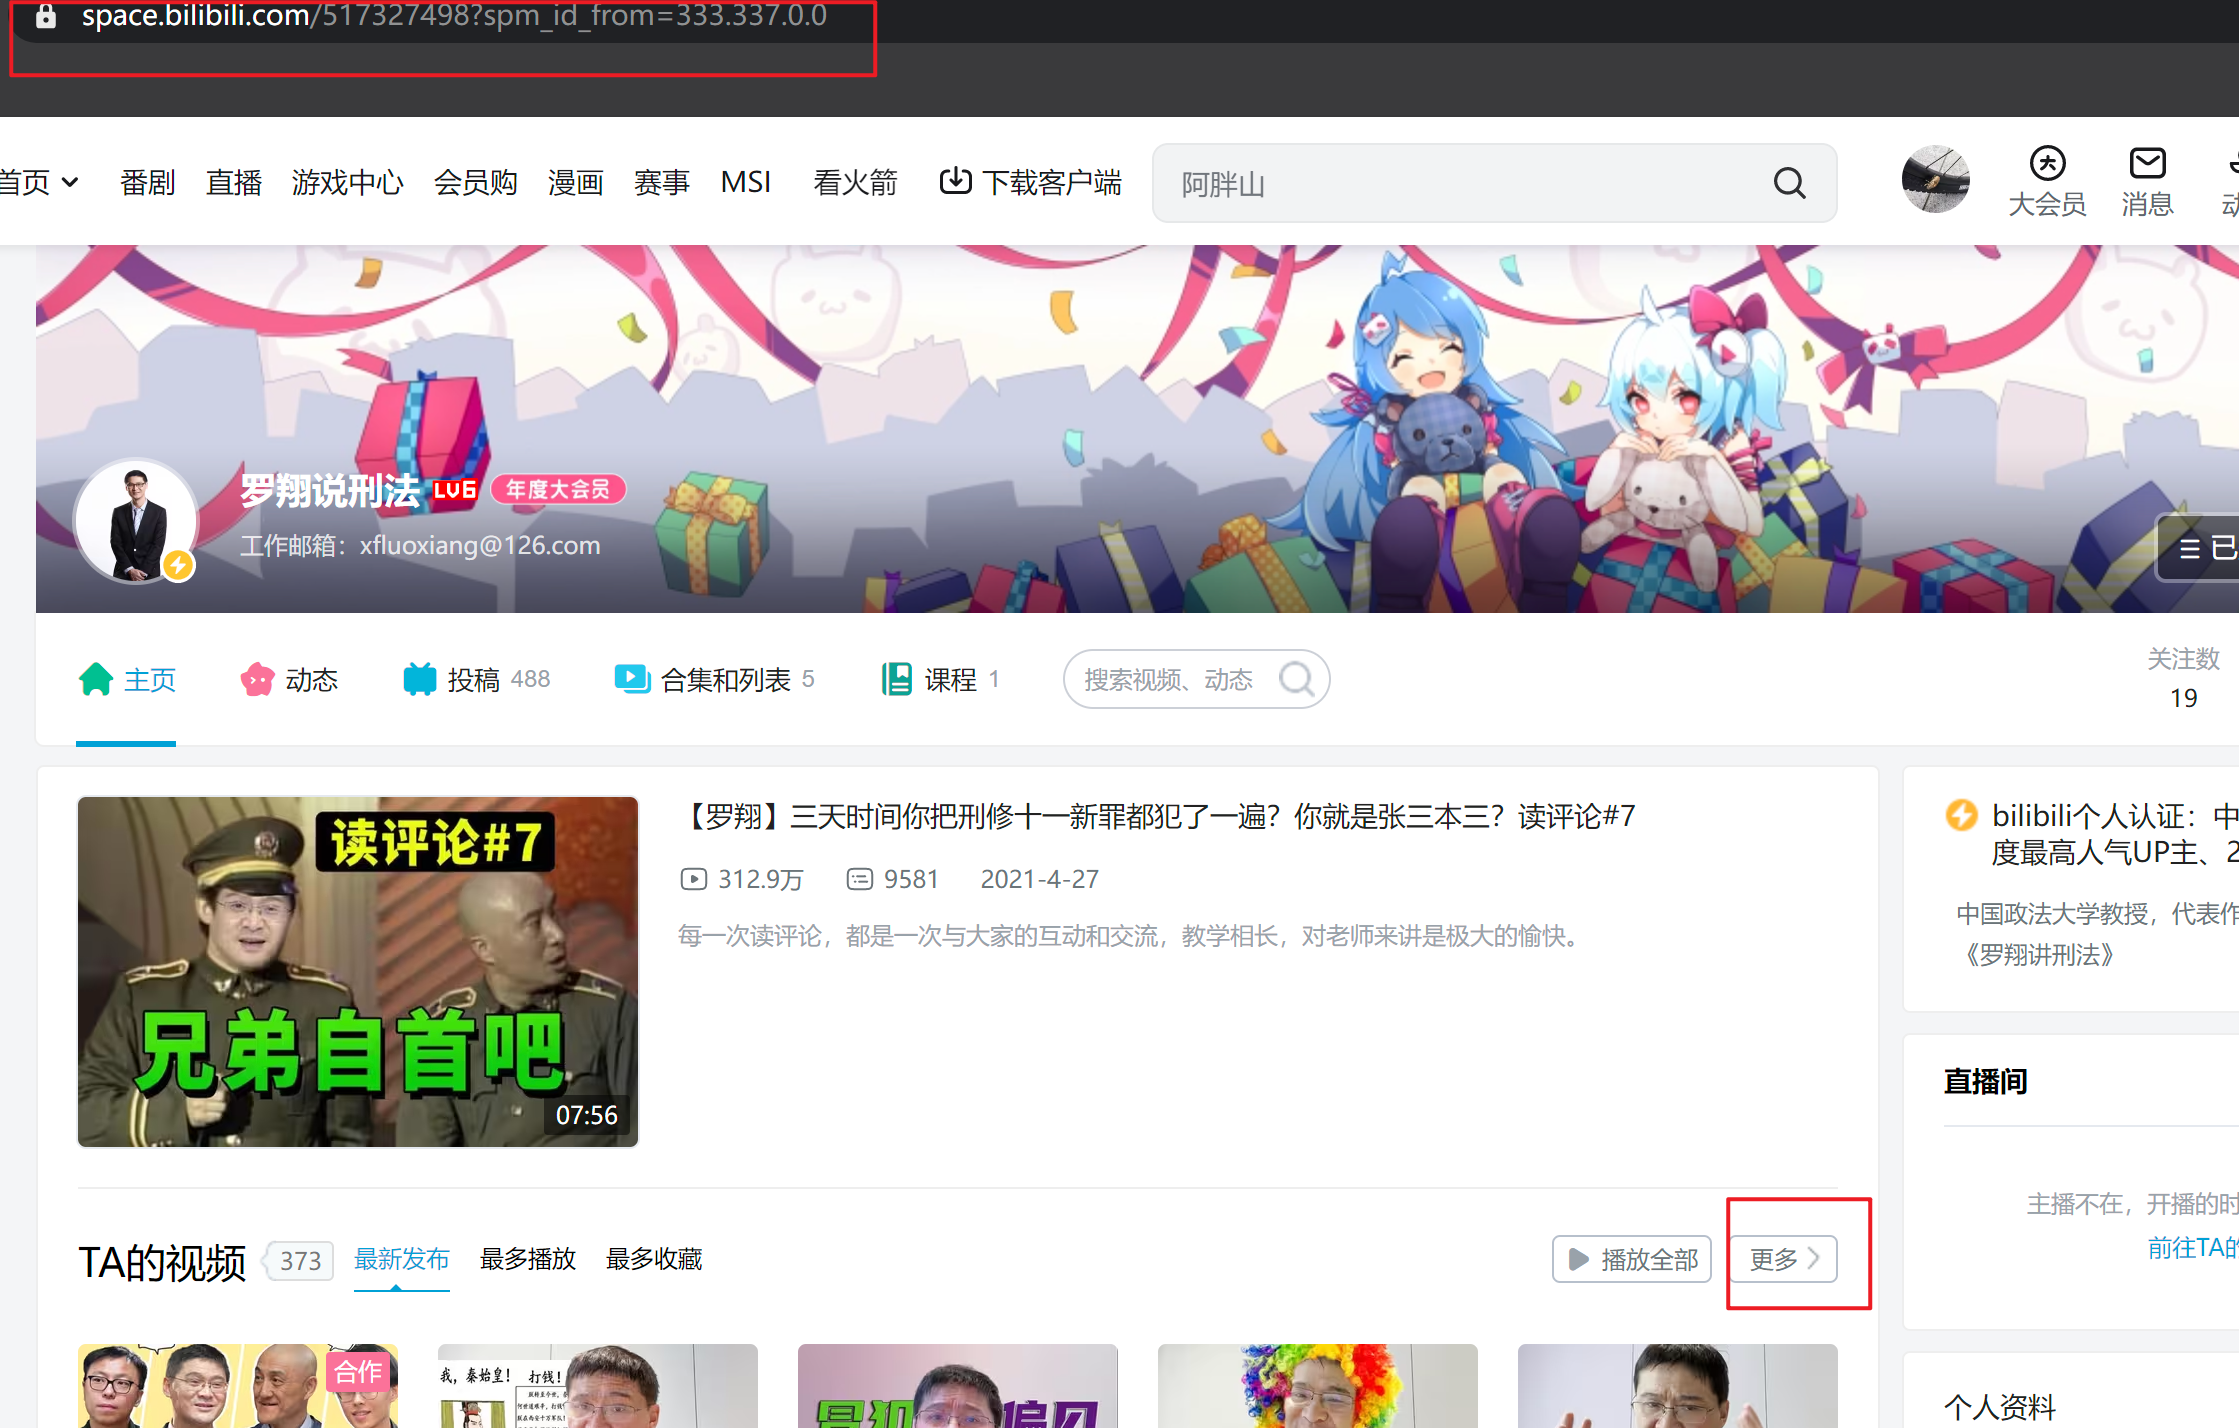 space.bilibili.com/517327498?spm_id_from=333.337.0.0
首页 番剧 直播 游戏中心 会员购 漫画 赛事 MSI 看火箭 下载客户端 阿胖山 大会员 消息
罗翔说刑法 LV6 年度大会员
工作邮箱：xfluoxiang@126.com
已
主页 动态 投稿 488 合集和列表 5 课程 1 搜索视频、动态
关注数
19
读评论#7
兄弟自首吧
07:56
【罗翔】三天时间你把刑修十一新罪都犯了一遍？你就是张三本三？读评论#7
312.9万 9581 2021-4-27
每一次读评论，都是一次与大家的互动和交流，教学相长，对老师来讲是极大的愉快。
bilibili个人认证：中
度最高人气UP主、2
中国政法大学教授，代表作
《罗翔讲刑法》
直播间
主播不在，开播的时
前往TA的
TA的视频 373 最新发布 最多播放 最多收藏 播放全部 更多
合作
我，秦始皇！ 打钱！
个人资料